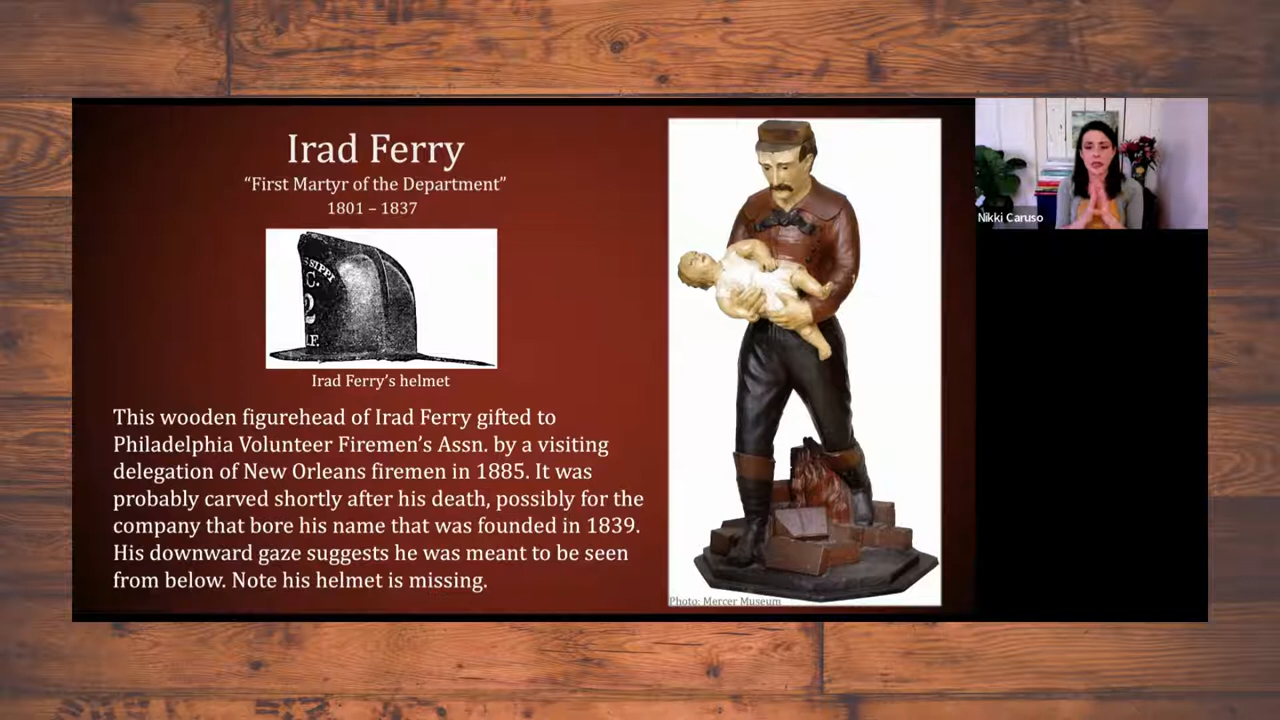 Irad Ferry
“First Martyr of the Department”
1801 – 1837
SSIPPI
C.
2
Irad Ferry’s helmet
This wooden figurehead of Irad Ferry gifted to
Philadelphia Volunteer Firemen’s Assn. by a visiting
delegation of New Orleans firemen in 1885. It was
probably carved shortly after his death, possibly for the
company that bore his name that was founded in 1839.
His downward gaze suggests he was meant to be seen
from below. Note his helmet is missing.
Photo: Mercer Museum
Nikki Caruso